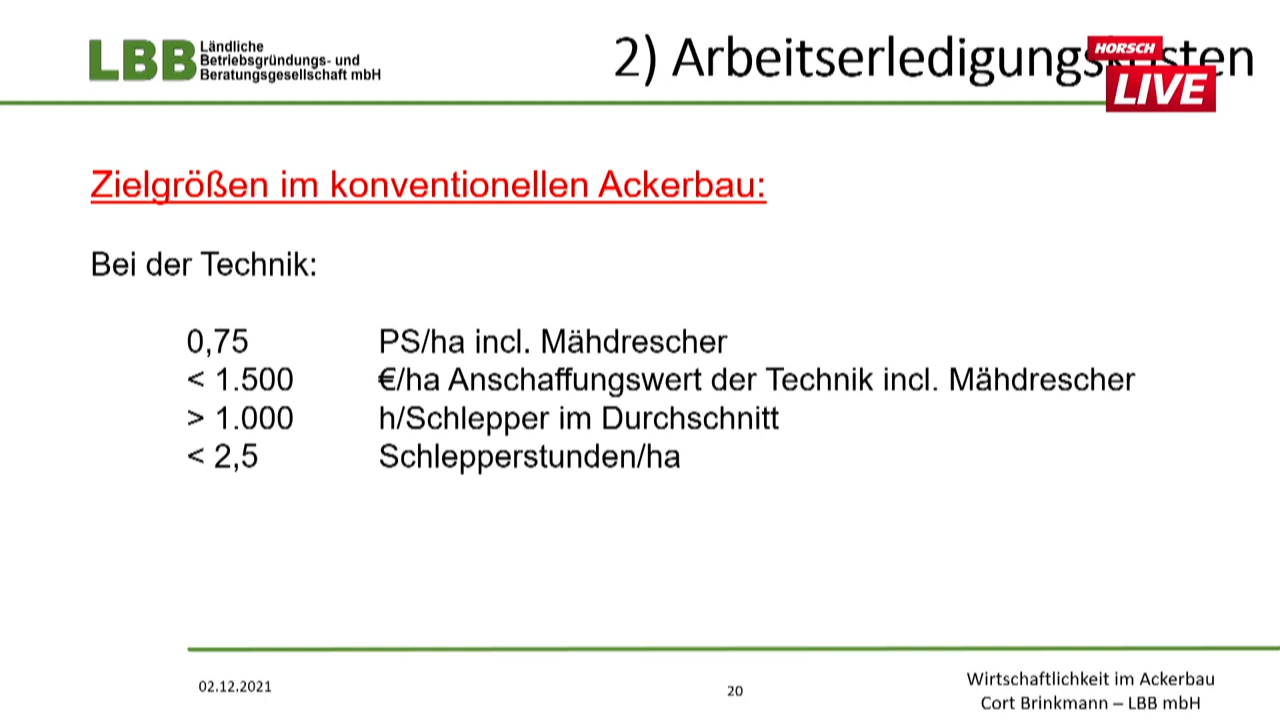 LBB
Ländliche
Betriebsgründungs- und
Beratungsgesellschaft mbH
2) Arbeitserledigungskosten
HORSCH
LIVE
Zielgrößen im konventionellen Ackerbau:
Bei der Technik:
0,75 PS/ha incl. Mähdrescher
< 1.500 €/ha Anschaffungswert der Technik incl. Mähdrescher
> 1.000 h/Schlepper im Durchschnitt
< 2,5 Schlepperstunden/ha
02.12.2021
20
Wirtschaftlichkeit im Ackerbau
Cort Brinkmann – LBB mbH